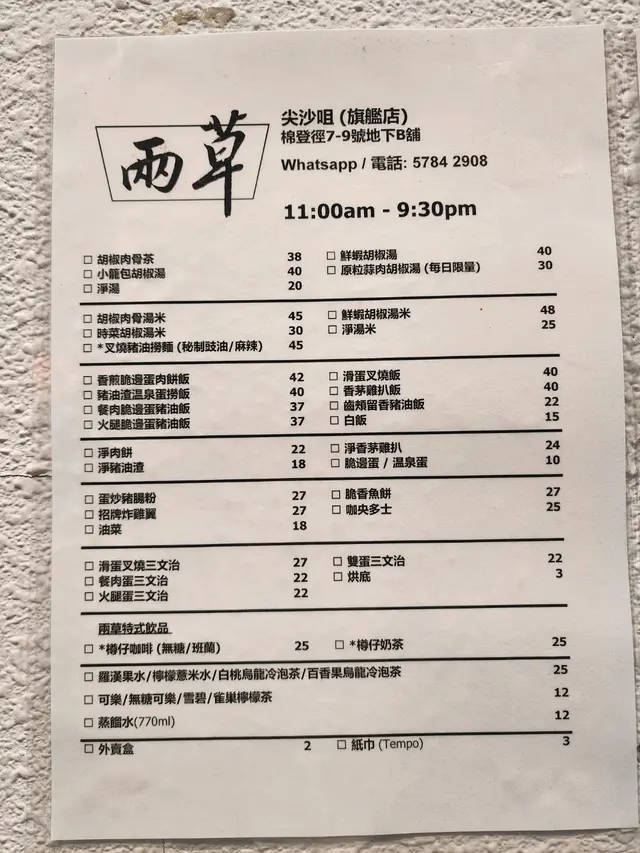 兩草
尖沙咀 (旗艦店)
棉登徑7-9號地下B舖
Whatsapp / 電話: 5784 2908
11:00am - 9:30pm
□ 胡椒肉骨茶 38 □ 鮮蝦胡椒湯 40
□ 小籠包胡椒湯 40 □ 原粒蒜肉胡椒湯 (每日限量) 30
□ 淨湯 20
□ 胡椒肉骨湯米 45 □ 鮮蝦胡椒湯米 48
□ 時菜胡椒湯米 30 □ 淨湯米 25
□ *叉燒豬油撈麵 (秘制豉油/麻辣) 45
□ 香煎脆邊蛋肉餅飯 42 □ 滑蛋叉燒飯 40
□ 豬油渣温泉蛋撈飯 40 □ 香茅雞扒飯 40
□ 餐肉脆邊蛋豬油飯 37 □ 齒頰留香豬油飯 22
□ 火腿脆邊蛋豬油飯 37 □ 白飯 15
□ 淨肉餅 22 □ 淨香茅雞扒 24
□ 淨豬油渣 18 □ 脆邊蛋 / 温泉蛋 10
□ 蛋炒豬腸粉 27 □ 脆香魚餅 27
□ 招牌炸雞翼 27 □ 咖央多士 25
□ 油菜 18
□ 滑蛋叉燒三文治 27 □ 雙蛋三文治 22
□ 餐肉蛋三文治 22 □ 烘底 3
□ 火腿蛋三文治 22
兩草特式飲品
□ *樽仔咖啡 (無糖/班蘭) 25 □ *樽仔奶茶 25
□ 羅漢果水/檸檬薏米水/白桃烏龍冷泡茶/百香果烏龍冷泡茶 25
□ 可樂/無糖可樂/雪碧/雀巢檸檬茶 12
□ 蒸餾水(770ml) 12
□ 外賣盒 2 □ 紙巾 (Tempo) 3